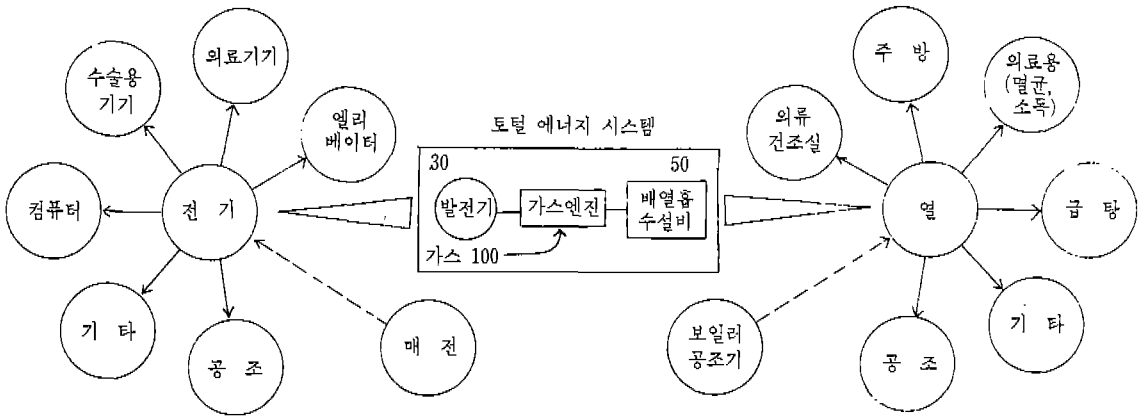 의료기기
수술용
기기
엘리
베이터
컴퓨터
전 기
기 타
공 조
매 전
토털 에너지 시스템
30
50
발전기
가스엔진
배열흡
수설비
가스 100
주 방
의료용
(멸균,
소독)
의류
건조실
열
급 탕
기 타
공 조
보일러
공조기